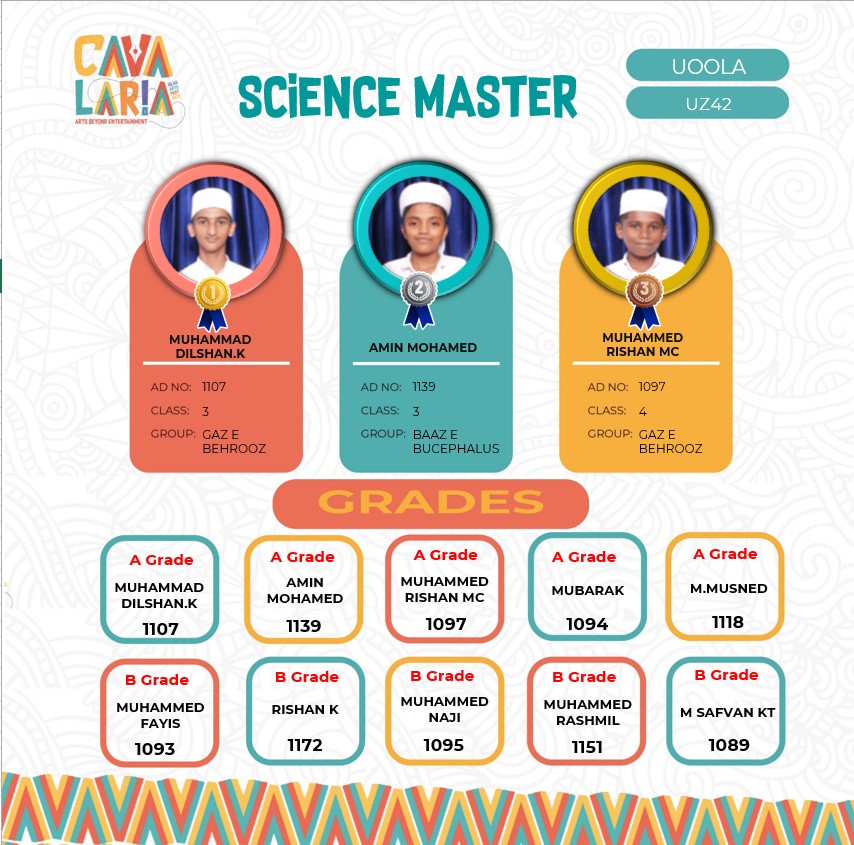 CAVA
LARIA
ARTS BEYOND ENTERTAINMENT
SCiENCE MASTER
UOOLA
UZ42
1
MUHAMMAD
DILSHAN.K
AD NO: 1107
CLASS: 3
GROUP: GAZ E
BEHROOZ
2
AMIN MOHAMED
AD NO: 1139
CLASS: 3
GROUP: BAAZ E
BUCEPHALUS
3
MUHAMMED
RISHAN MC
AD NO: 1097
CLASS: 4
GROUP: GAZ E
BEHROOZ
GRADES
A Grade
MUHAMMAD
DILSHAN.K
1107
A Grade
AMIN
MOHAMED
1139
A Grade
MUHAMMED
RISHAN MC
1097
A Grade
MUBARAK
1094
A Grade
M.MUSNED
1118
B Grade
MUHAMMED
FAYIS
1093
B Grade
RISHAN K
1172
B Grade
MUHAMMED
NAJI
1095
B Grade
MUHAMMED
RASHMIL
1151
B Grade
M SAFVAN KT
1089